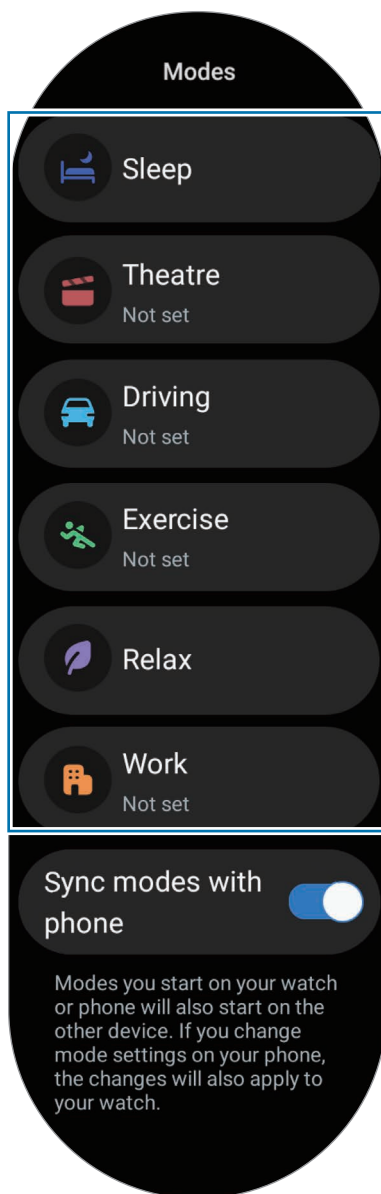 Modes
Sleep
Theatre
Not set
Driving
Not set
Exercise
Not set
Relax
Work
Not set
Sync modes with
phone
Modes you start on your watch
or phone will also start on the
other device. If you change
mode settings on your phone,
the changes will also apply to
your watch.